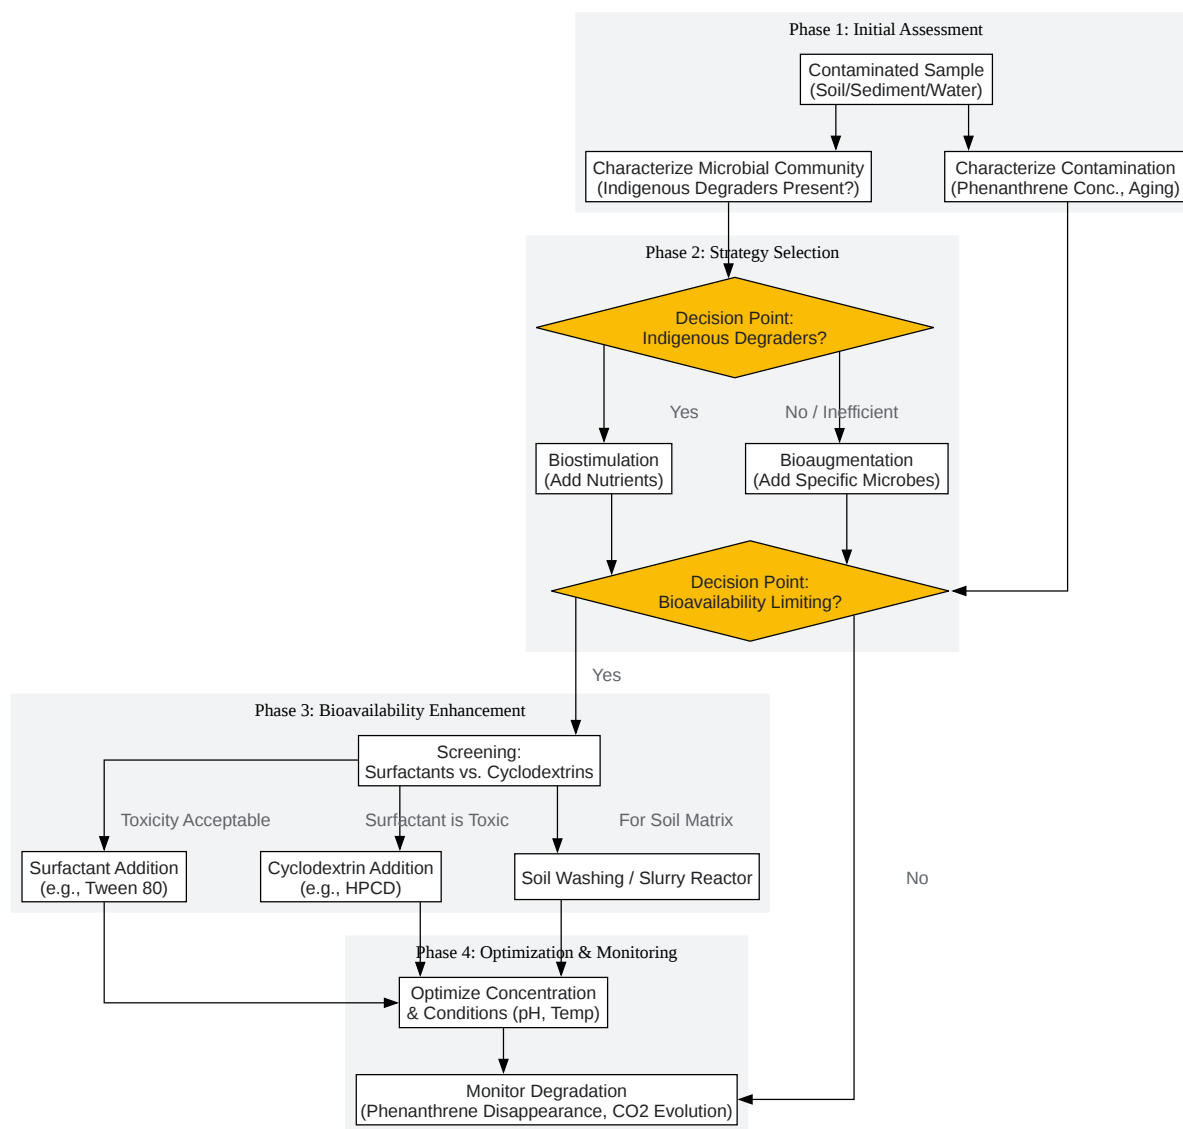 Phase 1: Initial Assessment
Contaminated Sample
(Soil/Sediment/Water)
Characterize Microbial Community
(Indigenous Degraders Present?)
Characterize Contamination
(Phenanthrene Conc., Aging)
Phase 2: Strategy Selection
Decision Point:
Indigenous Degraders?
Yes
No / Inefficient
Biostimulation
(Add Nutrients)
Bioaugmentation
(Add Specific Microbes)
Decision Point:
Bioavailability Limiting?
Yes
Phase 3: Bioavailability Enhancement
Screening:
Surfactants vs. Cyclodextrins
Toxicity Acceptable
Surfactant is Toxic
For Soil Matrix
Surfactant Addition
(e.g., Tween 80)
Cyclodextrin Addition
(e.g., HPCD)
Soil Washing / Slurry Reactor
No
Phase 4: Optimization & Monitoring
Optimize Concentration
& Conditions (pH, Temp)
Monitor Degradation
(Phenanthrene Disappearance, CO2 Evolution)